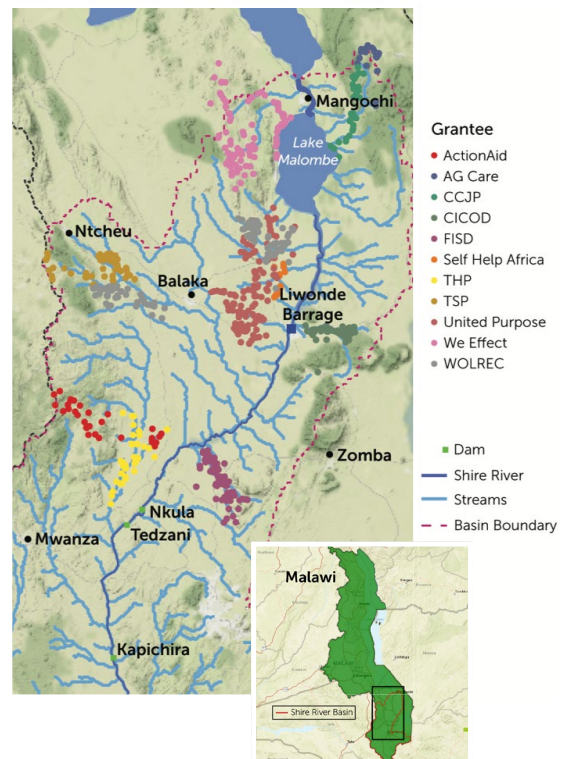 Mangochi
Lake
Malombe
Ntcheu
Balaka
Liwonde
Barrage
Zomba
Nkula
Tedzani
Mwanza
Kapichira
Grantee
ActionAid
AG Care
CCJP
CICOD
FISD
Self Help Africa
THP
TSP
United Purpose
We Effect
WOLREC
Dam
Shire River
Streams
Basin Boundary
Malawi
Shire River Basin